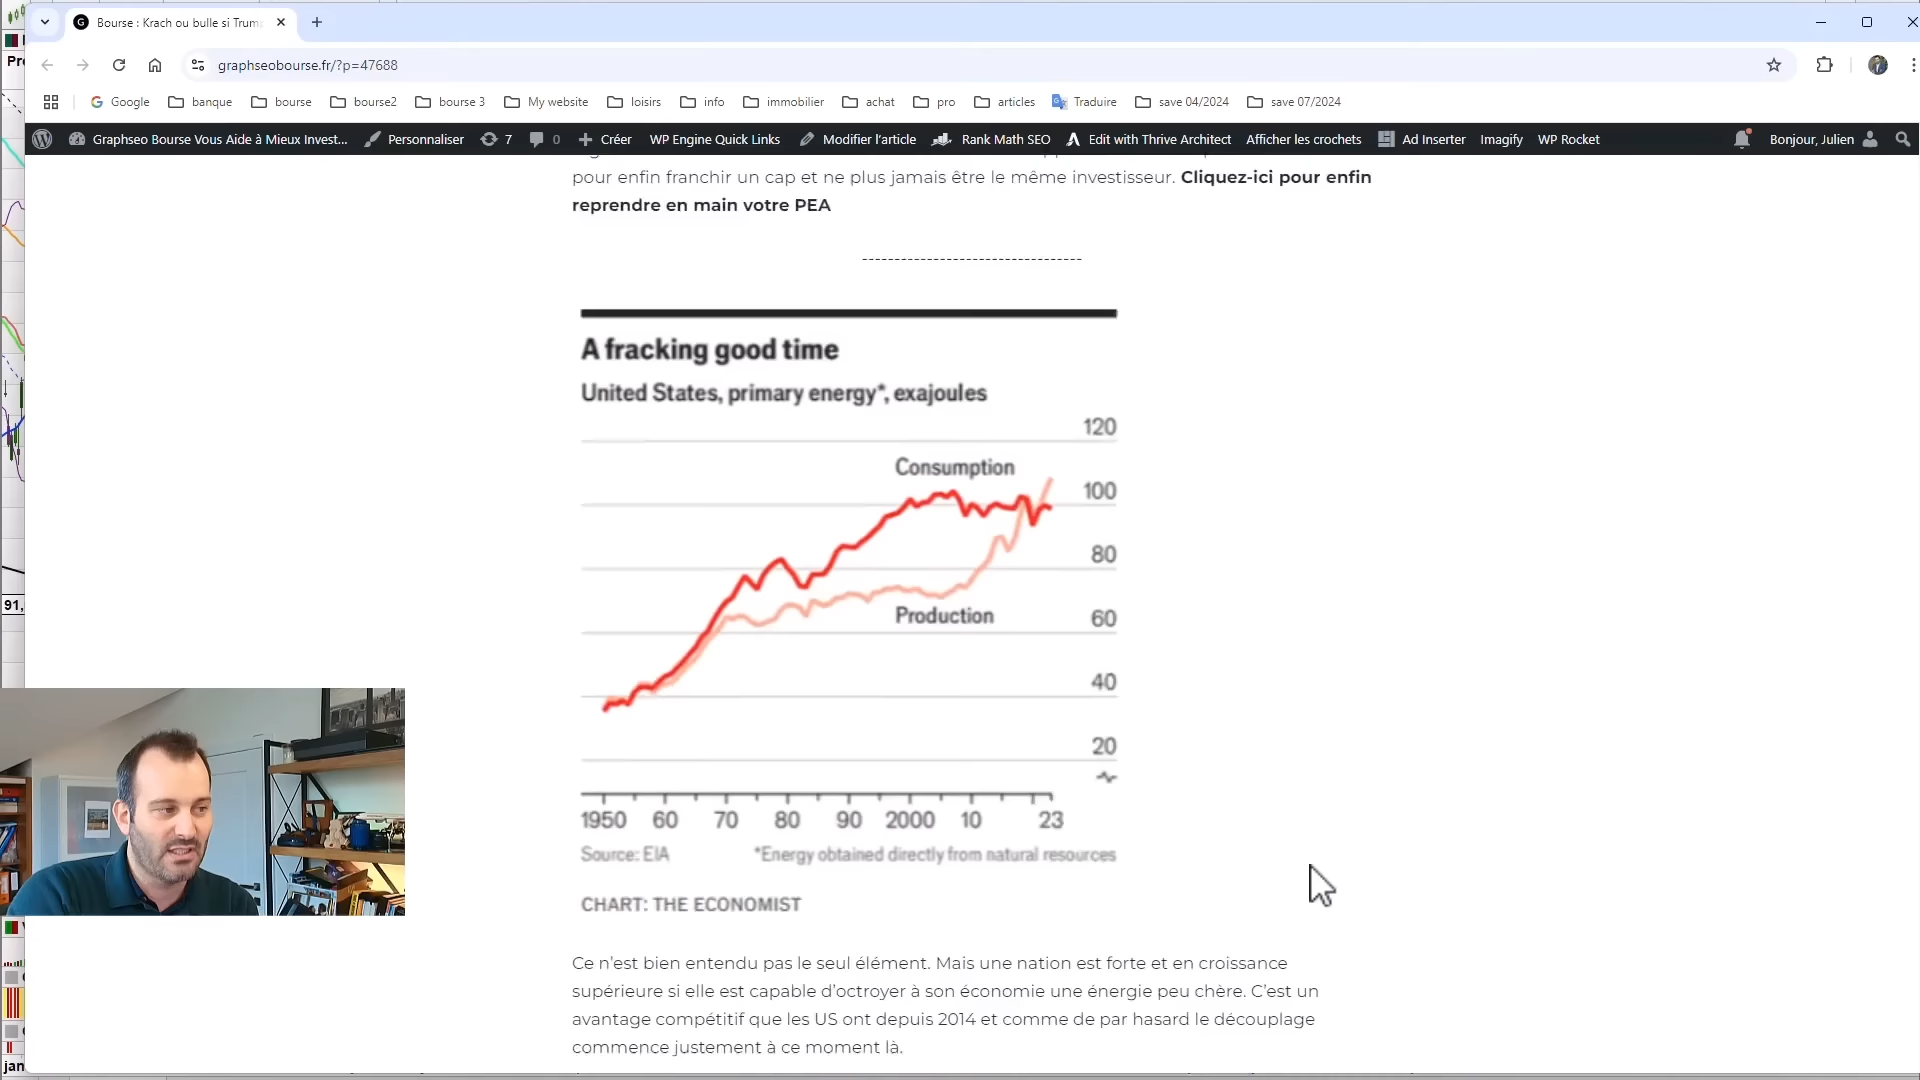 Bourse : Krach ou bulle si Trum
graphseobourse.fr/?p=47688
Google banque bourse bourse2 bourse 3 My website loisirs info immobilier achat pro articles Traduire save 04/2024 save 07/2024
Graphseo Bourse Vous Aide à Mieux Invest... Personnaliser 7 0 Créer WP Engine Quick Links Modifier l'article Rank Math SEO Edit with Thrive Architect Afficher les crochets Ad Inserter Imagify WP Rocket Bonjour, Julien
pour enfin franchir un cap et ne plus jamais être le même investisseur. Cliquez-ici pour enfin
reprendre en main votre PEA
----------------------------------
A fracking good time
United States, primary energy*, exajoules
120
Consumption
100
80
Production
60
40
20
1950 60 70 80 90 2000 10 23
Source: EIA *Energy obtained directly from natural resources
CHART: THE ECONOMIST
Ce n'est bien entendu pas le seul élément. Mais une nation est forte et en croissance
supérieure si elle est capable d'octroyer à son économie une énergie peu chère. C'est un
avantage compétitif que les US ont depuis 2014 et comme de par hasard le découplage
commence justement à ce moment là.
Pr
91,
jan